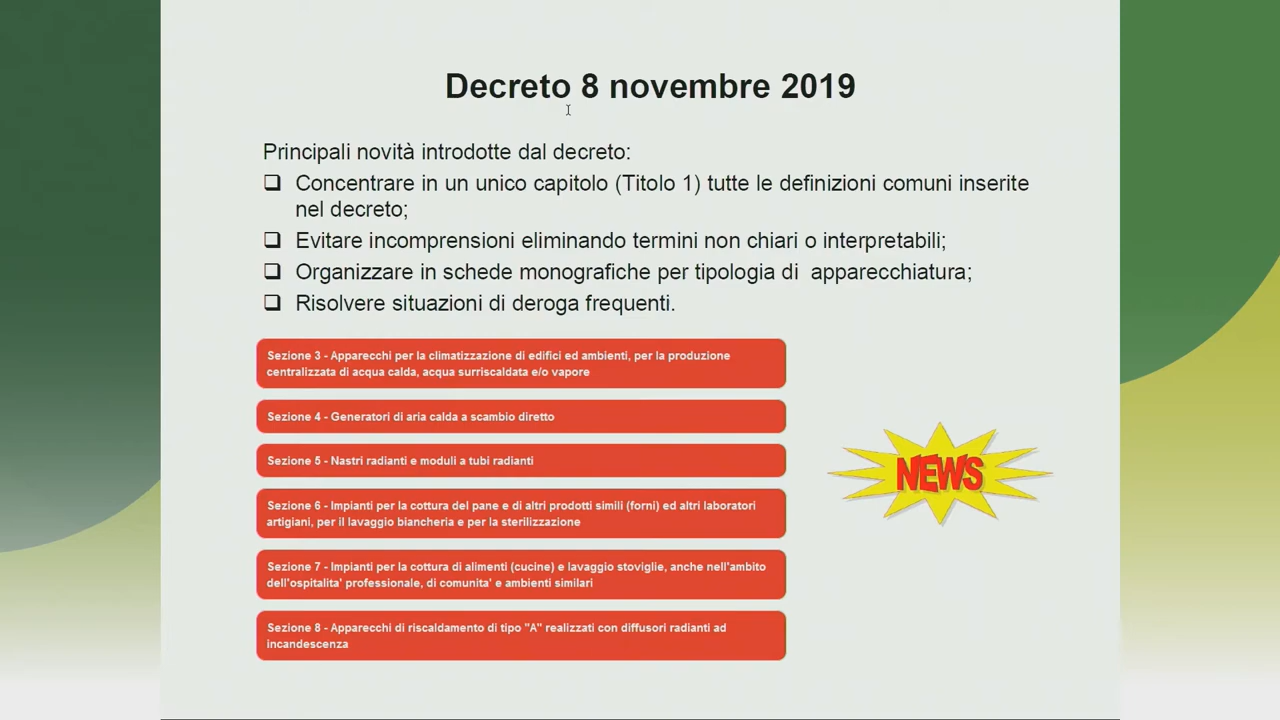 Decreto 8 novembre 2019
Principali novità introdotte dal decreto:
Concentrare in un unico capitolo (Titolo 1) tutte le definizioni comuni inserite
nel decreto;
Evitare incomprensioni eliminando termini non chiari o interpretabili;
Organizzare in schede monografiche per tipologia di apparecchiatura;
Risolvere situazioni di deroga frequenti.
Sezione 3 - Apparecchi per la climatizzazione di edifici ed ambienti, per la produzione
centralizzata di acqua calda, acqua surriscaldata e/o vapore
Sezione 4 - Generatori di aria calda a scambio diretto
Sezione 5 - Nastri radianti e moduli a tubi radianti
Sezione 6 - Impianti per la cottura del pane e di altri prodotti simili (forni) ed altri laboratori
artigiani, per il lavaggio biancheria e per la sterilizzazione
Sezione 7 - Impianti per la cottura di alimenti (cucine) e lavaggio stoviglie, anche nell'ambito
dell'ospitalita' professionale, di comunita' e ambienti similari
Sezione 8 - Apparecchi di riscaldamento di tipo "A" realizzati con diffusori radianti ad
incandescenza
NEWS